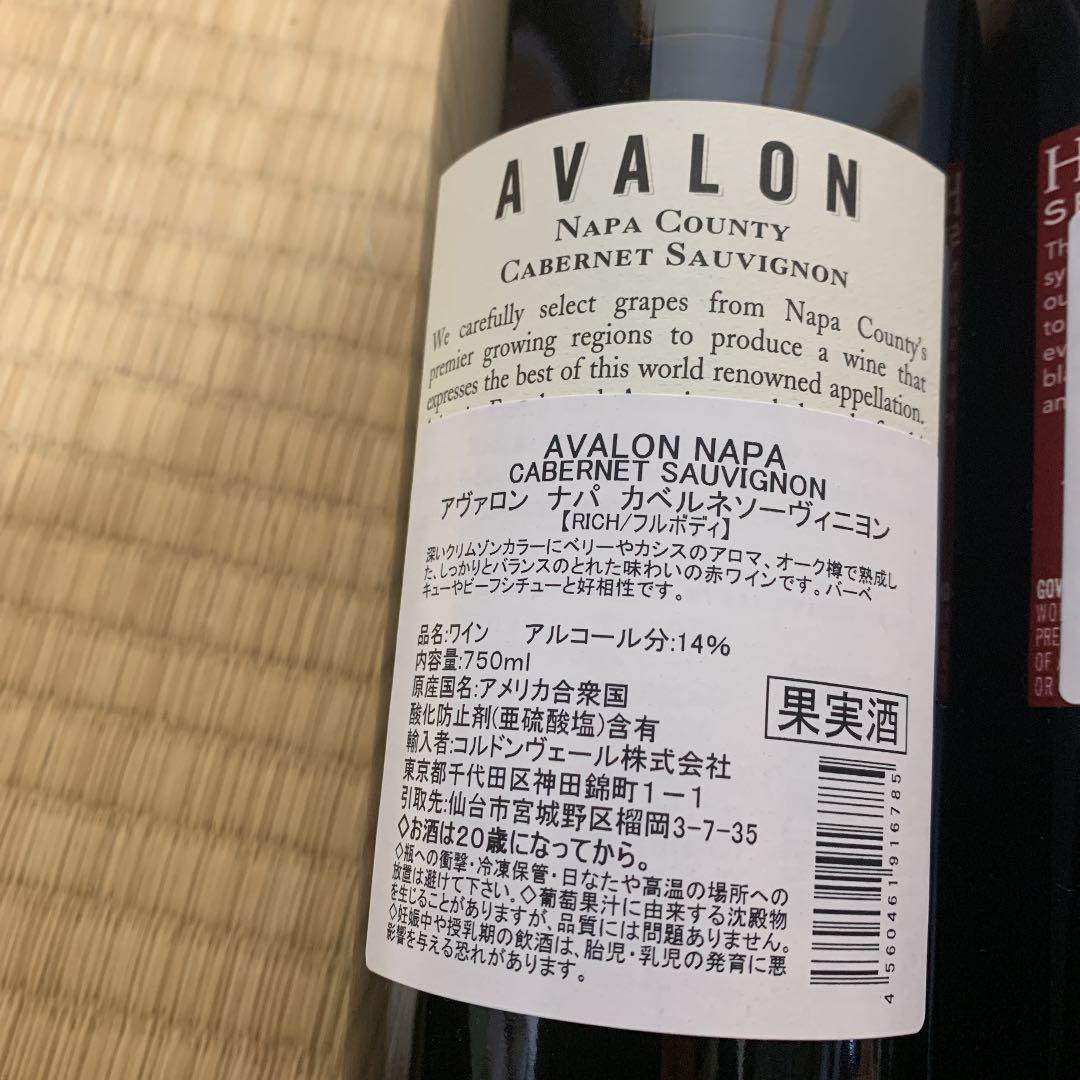 AVALON
NAPA COUNTY
CABERNET SAUVIGNON
We carefully select grapes from Napa County's
premier growing regions to produce a wine that
expresses the best of this world renowned appellation.
AVALON NAPA
CABERNET SAUVIGNON
アヴァロン ナパ カベルネソーヴィニヨン
【RICH/フルボディ】
深いクリムゾンカラーにベリーやカシスのアロマ、オーク樽で熟成し
た、しっかりとバランスのとれた味わいの赤ワインです。バーベ
キューやビーフシチューと好相性です。
品名:ワイン アルコール分:14%
内容量:750ml
原産国名:アメリカ合衆国
酸化防止剤(亜硫酸塩)含有
輸入者:コルドンヴェール株式会社
東京都千代田区神田錦町1-1
引取先:仙台市宮城野区榴岡3-7-35
◇お酒は20歳になってから。
◇瓶への衝撃・冷凍保管・日なたや高温の場所への
放置は避けて下さい。◇葡萄果汁に由来する沈殿物
を生じることがありますが、品質には問題ありません。
◇妊娠中や授乳期の飲酒は、胎児・乳児の発育に悪
影響を与える恐れがあります。
果実酒
4560461916785
H
SE
Th
sy
ou
to
ev
bla
an
GOV
WO
PRE
OF
OR